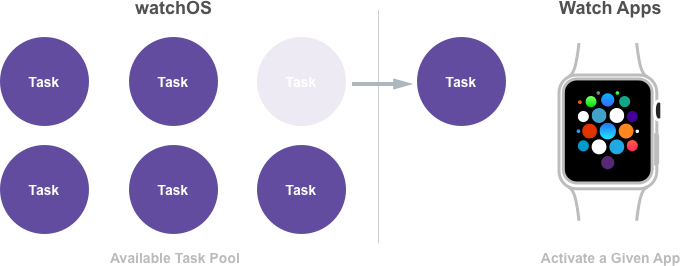 watchOS
Watch Apps
Task
Task
Task
Task
Task
Task
Task
Available Task Pool
Activate a Given App